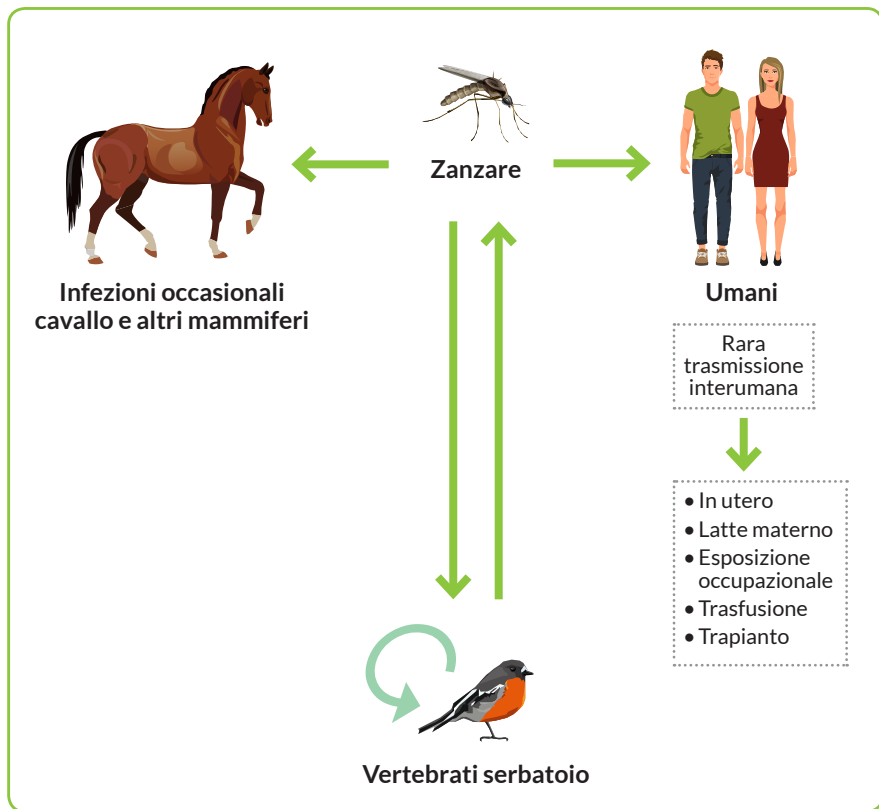 Zanzare
Infezioni occasionali
cavallo e altri mammiferi
Umani
Rara
trasmissione
interumana
• In utero
• Latte materno
• Esposizione
occupazionale
• Trasfusione
• Trapianto
Vertebrati serbatoio